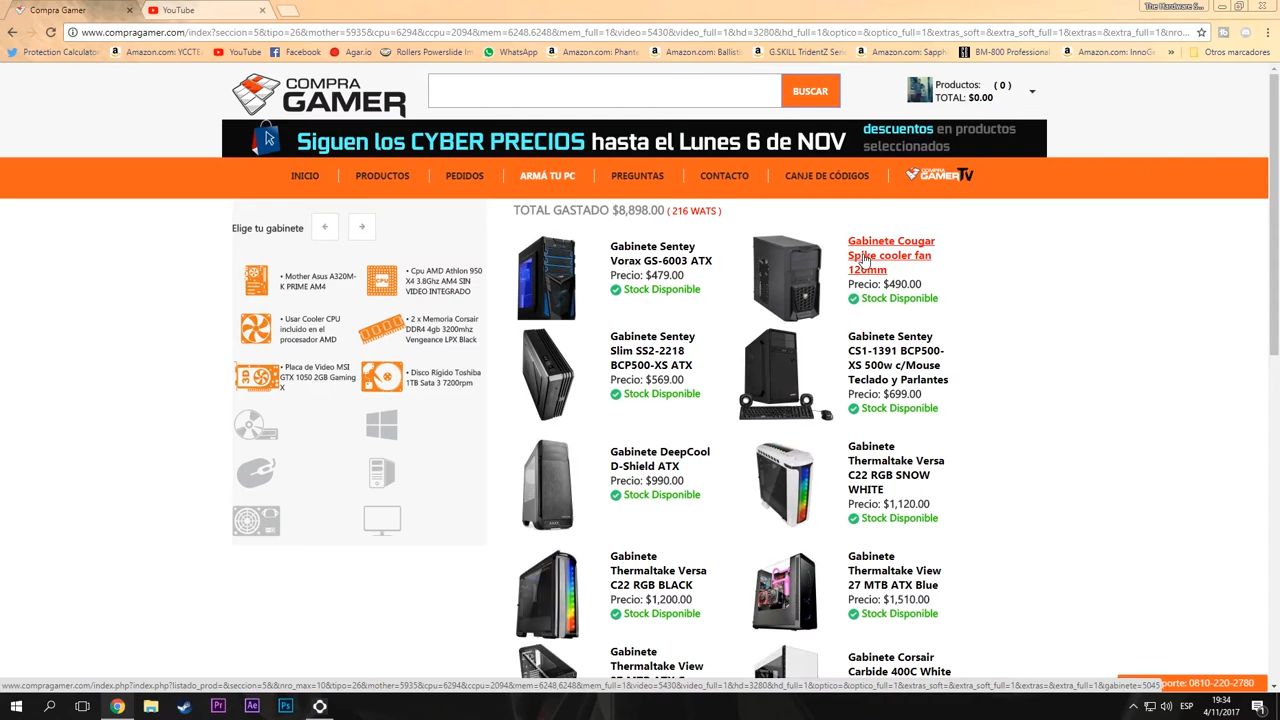 Compra Gamer
YouTube
The Hardware S...
www.compragamer.com/index?seccion=5&tipo=26&mother=5935&cpu=6294&ccpu=2094&mem=6248,6248&mem_full=1&video=5430&video_full=1&hd=3280&hd_full=1&optico=&optico_full=1&extras_soft=&extra_soft_full=1&extras=&extra_full=1&nro...
Protection Calculato
Amazon.com: YCCTE
YouTube
Facebook
Agar.io
Rollers Powerslide Im
WhatsApp
Amazon.com: Phante
Amazon.com: Ballistic
G.SKILL TridentZ Seri
Amazon.com: Sapph
BM-800 Professional
Amazon.com: InnoG
Otros marcadores
COMPRA
GAMER
BUSCAR
Productos: ( 0 )
TOTAL: $0.00
Siguen los CYBER PRECIOS hasta el Lunes 6 de NOV
descuentos en productos
seleccionados
INICIO
PRODUCTOS
PEDIDOS
ARMÁ TU PC
PREGUNTAS
CONTACTO
CANJE DE CÓDIGOS
COMPRA
GAMER TV
TOTAL GASTADO $8,898.00 ( 216 WATS )
Elige tu gabinete
• Mother Asus A320M-
K PRIME AM4
• Cpu AMD Athlon 950
X4 3.8Ghz AM4 SIN
VIDEO INTEGRADO
• Usar Cooler CPU
incluido en el
procesador AMD
• 2 x Memoria Corsair
DDR4 4gb 3200mhz
Vengeance LPX Black
• Placa de Video MSI
GTX 1050 2GB Gaming
X
• Disco Rigido Toshiba
1TB Sata 3 7200rpm
Gabinete Sentey
Vorax GS-6003 ATX
Precio: $479.00
Stock Disponible
Gabinete Cougar
Spike cooler fan
120mm
Precio: $490.00
Stock Disponible
Gabinete Sentey
Slim SS2-2218
BCP500-XS ATX
Precio: $569.00
Stock Disponible
Gabinete Sentey
CS1-1391 BCP500-
XS 500w c/Mouse
Teclado y Parlantes
Precio: $699.00
Stock Disponible
Gabinete DeepCool
D-Shield ATX
Precio: $990.00
Stock Disponible
Gabinete
Thermaltake Versa
C22 RGB SNOW
WHITE
Precio: $1,120.00
Stock Disponible
Gabinete
Thermaltake Versa
C22 RGB BLACK
Precio: $1,200.00
Stock Disponible
Gabinete
Thermaltake View
27 MTB ATX Blue
Precio: $1,510.00
Stock Disponible
Gabinete
Thermaltake View
Gabinete Corsair
Carbide 400C White
www.compragamer.com/index.php?index.php?listado_prod=&seccion=5&&nro_max=10&tipo=26&mother=5935&cpu=6294&ccpu=2094&mem=6248,6248&mem_full=1&video=5430&video_full=1&hd=3280&hd_full=1&optico=&optico_full=1&extras_soft=&extra_soft_full=1&extras=&extra_full=1&gabinete=5045
porte: 0810-220-2780
ESP
19:34
4/11/2017